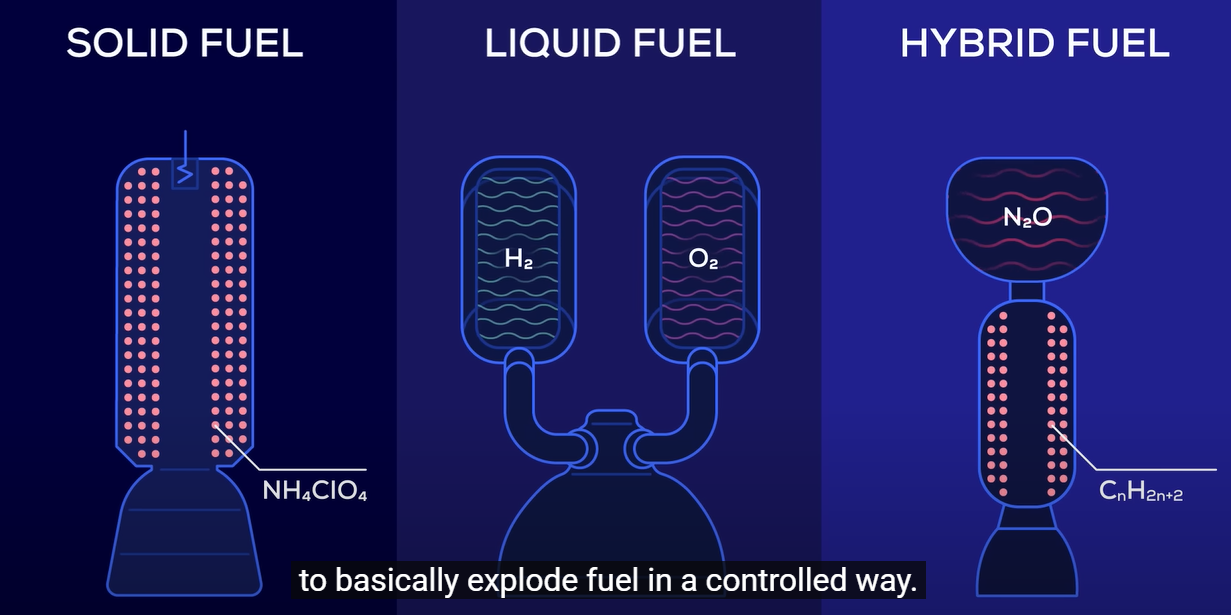 SOLID FUEL
LIQUID FUEL
HYBRID FUEL
H₂
O₂
N₂O
NH₄ClO₄
CₙH₂ₙ₊₂
to basically explode fuel in a controlled way.